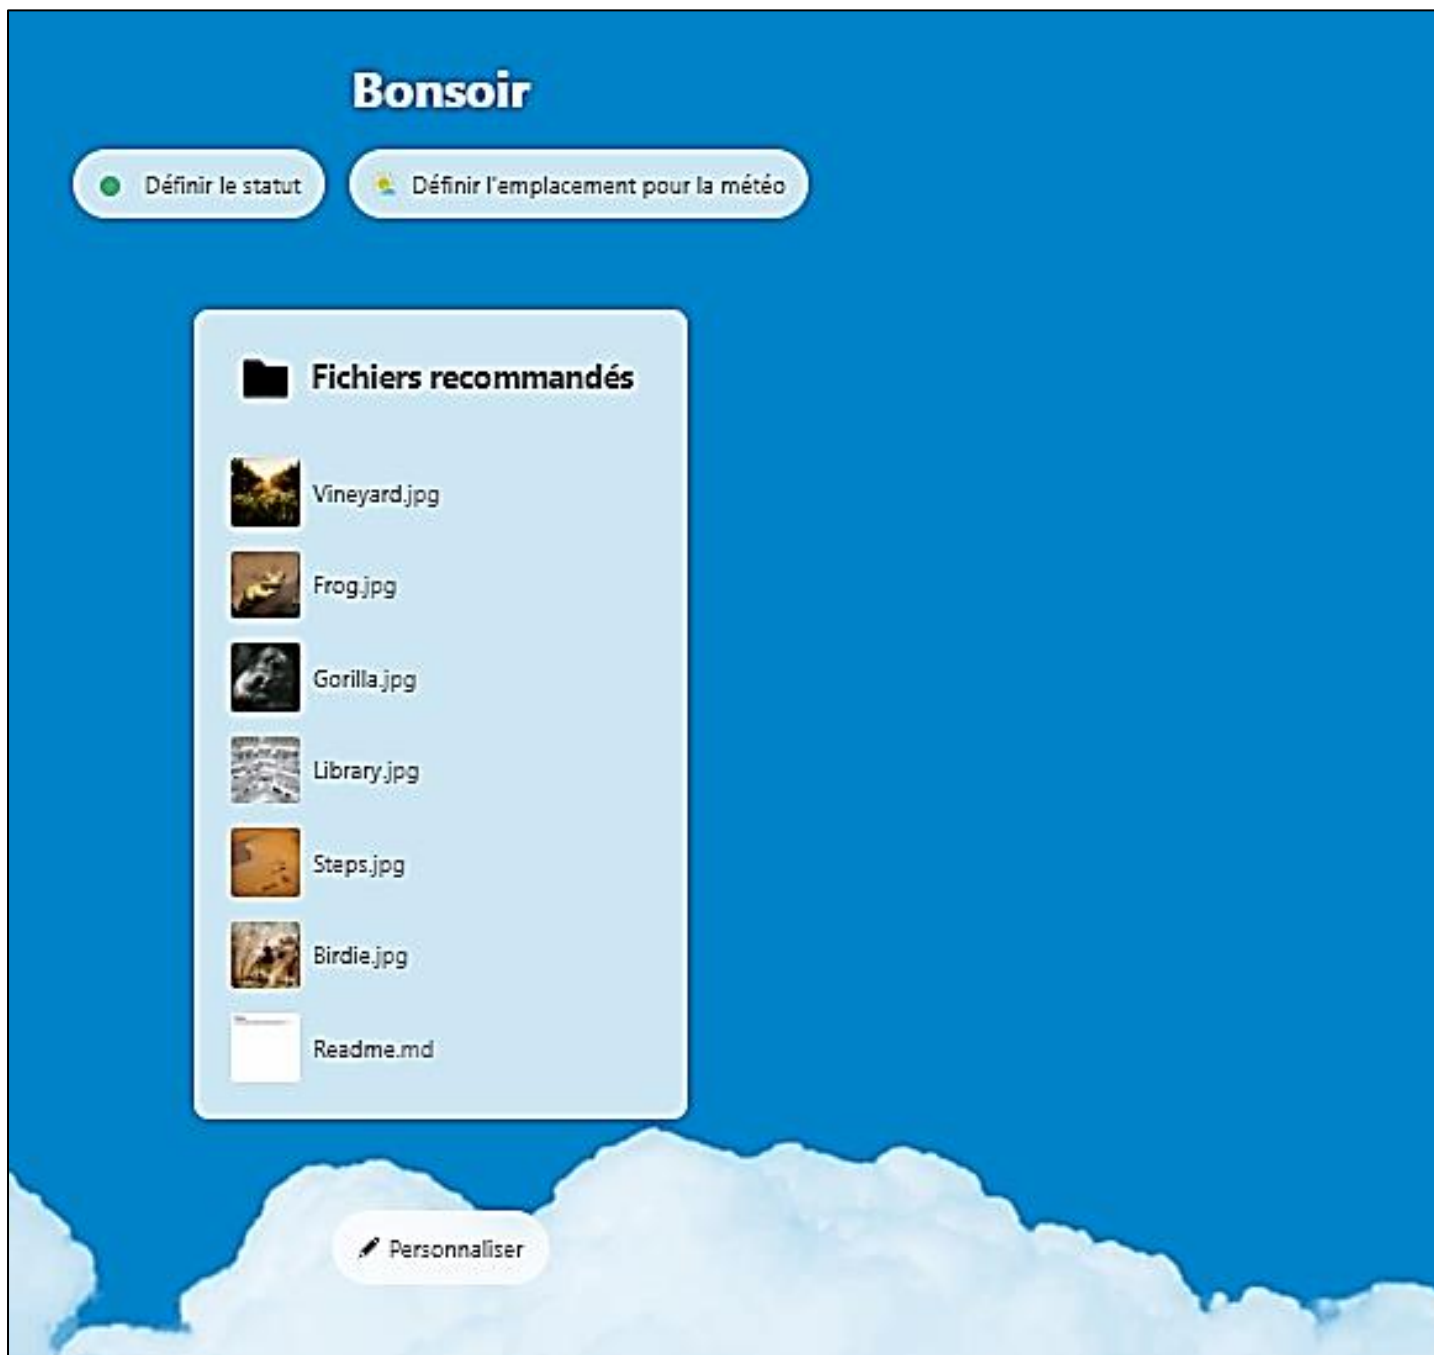 Bonsoir
Définir le statut
Définir l'emplacement pour la météo
Fichiers recommandés
Vineyard.jpg
Frog.jpg
Gorilla.jpg
Library.jpg
Steps.jpg
Birdie.jpg
Readme.md
Personnaliser